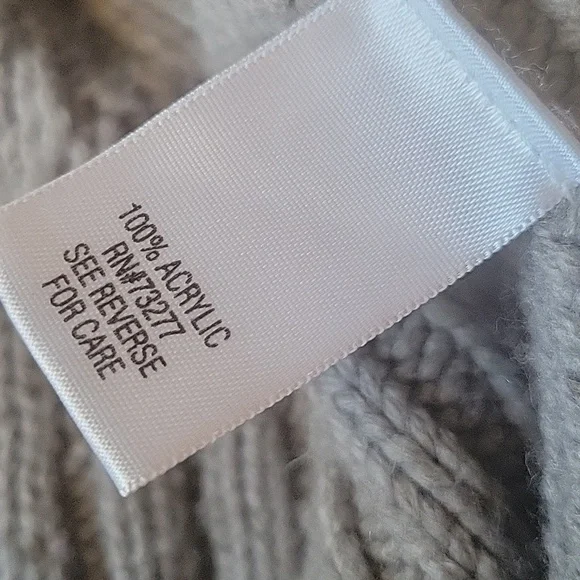 100% ACRYLIC
RN#73277
SEE REVERSE
FOR CARE